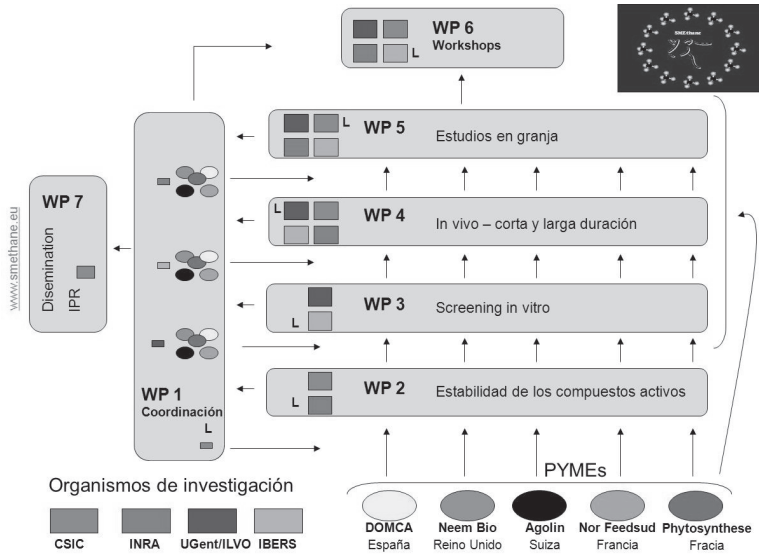 WP 6
Workshops
L
SMEthane
WP 5
Estudios en granja
L
WP 4
In vivo – corta y larga duración
L
WP 3
Screening in vitro
L
WP 2
Estabilidad de los compuestos activos
L
WP 7
Disemination
IPR
www.smethane.eu
WP 1
Coordinación
L
PYMEs
DOMCA
España
Neem Bio
Reino Unido
Agolin
Suiza
Nor Feedsud
Francia
Phytosynthese
Fracia
Organismos de investigación
CSIC
INRA
UGent/ILVO
IBERS